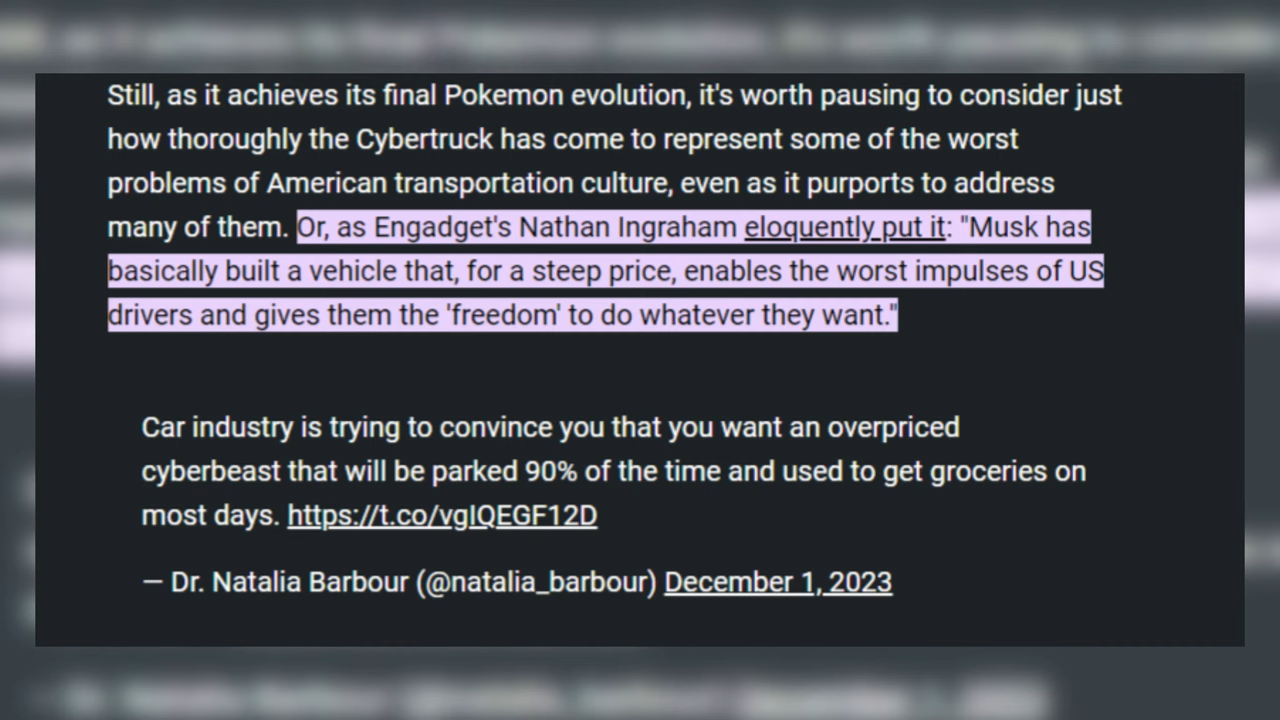 Still, as it achieves its final Pokemon evolution, it's worth pausing to consider just
how thoroughly the Cybertruck has come to represent some of the worst
problems of American transportation culture, even as it purports to address
many of them. Or, as Engadget's Nathan Ingraham eloquently put it: "Musk has
basically built a vehicle that, for a steep price, enables the worst impulses of US
drivers and gives them the 'freedom' to do whatever they want."
Car industry is trying to convince you that you want an overpriced
cyberbeast that will be parked 90% of the time and used to get groceries on
most days. https://t.co/vgIQEGF12D
— Dr. Natalia Barbour (@natalia_barbour) December 1, 2023